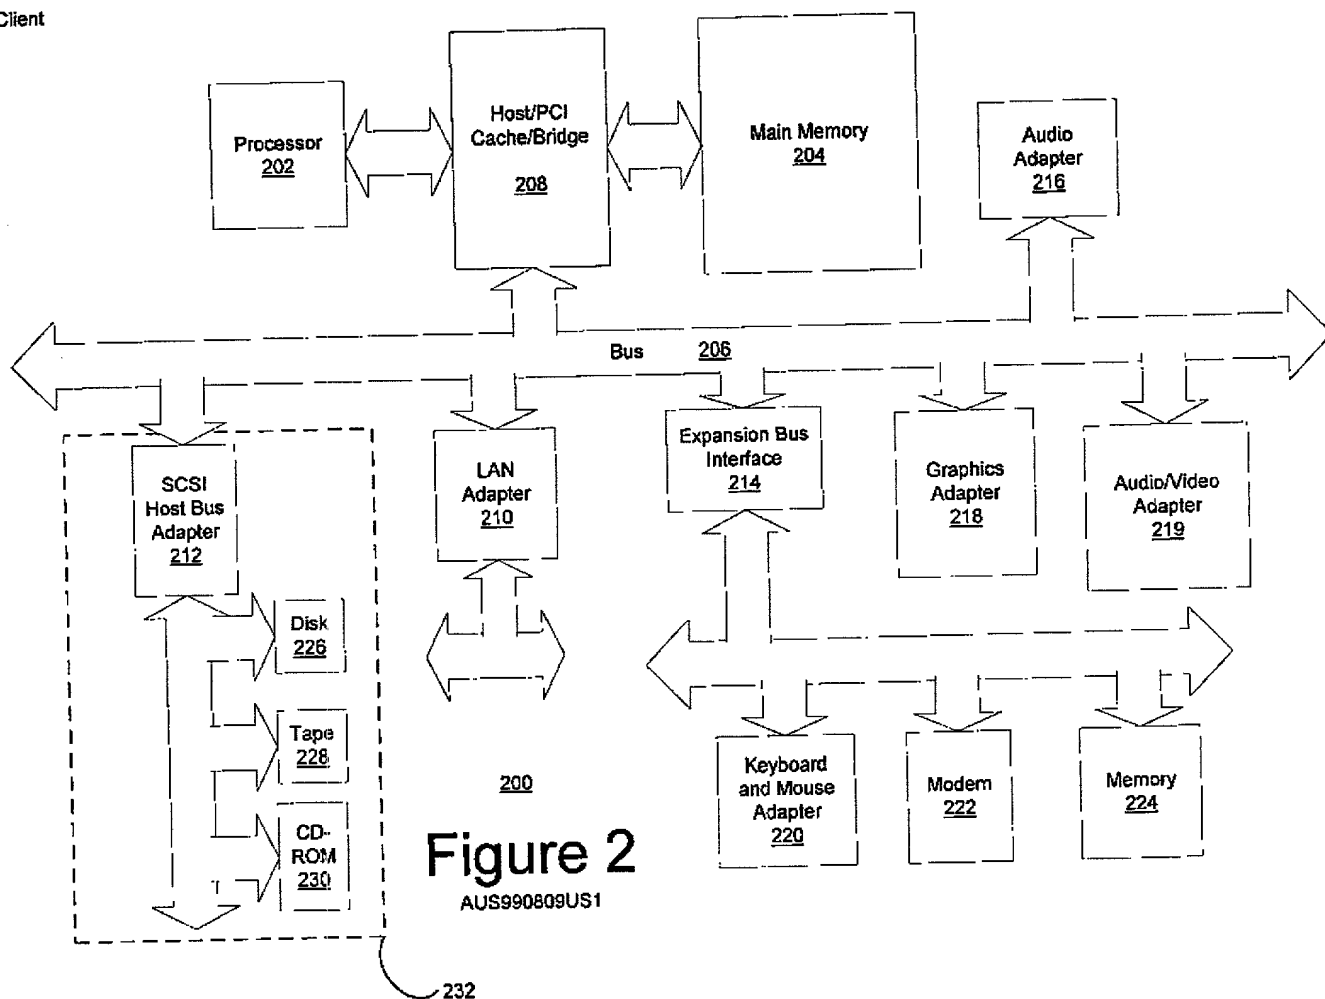 Client
Processor
202
Host/PCI
Cache/Bridge
208
Main Memory
204
Audio
Adapter
216
Bus 206
SCSI
Host Bus
Adapter
212
LAN
Adapter
210
Expansion Bus
Interface
214
Graphics
Adapter
218
Audio/Video
Adapter
219
Disk
226
Tape
228
CD-
ROM
230
200
Keyboard
and Mouse
Adapter
220
Modem
222
Memory
224
Figure 2
AUS990809US1
232